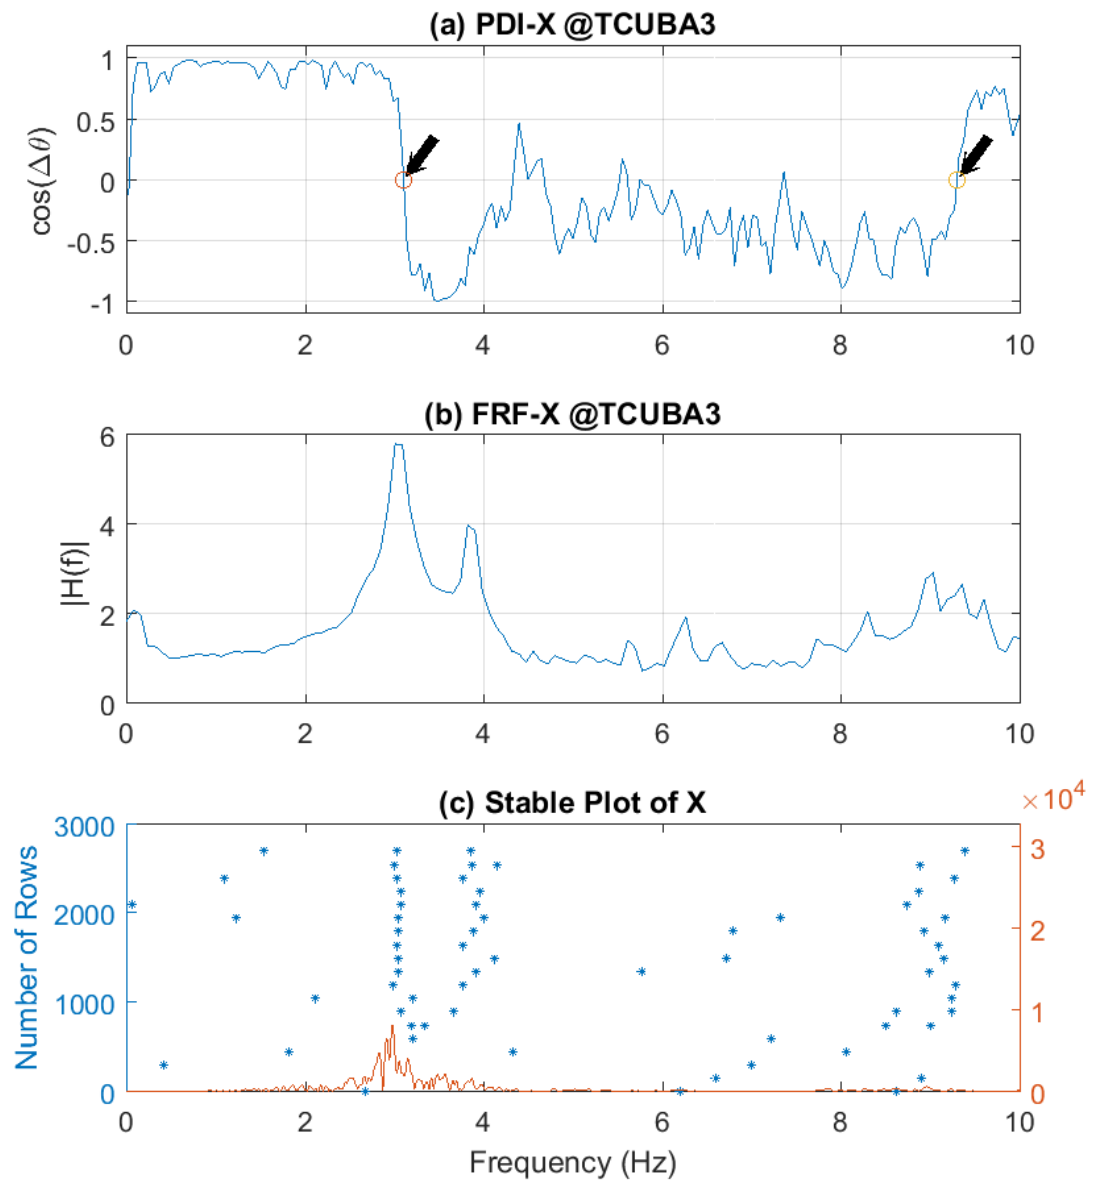 (a) PDI-X @TCUBA3
cos(Δθ)
1
0.5
0
-0.5
-1
0 2 4 6 8 10
(b) FRF-X @TCUBA3
|H(f)|
6
4
2
0
0 2 4 6 8 10
(c) Stable Plot of X
×10⁴
Number of Rows
3000
2000
1000
0
3
2
1
0
0 2 4 6 8 10
Frequency (Hz)